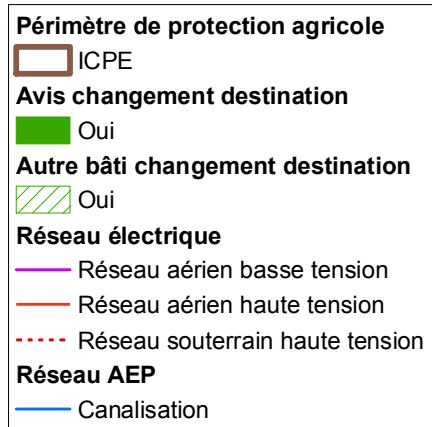 Périmètre de protection agricole
ICPE
Avis changement destination
Oui
Autre bâti changement destination
Oui
Réseau électrique
Réseau aérien basse tension
Réseau aérien haute tension
Réseau souterrain haute tension
Réseau AEP
Canalisation